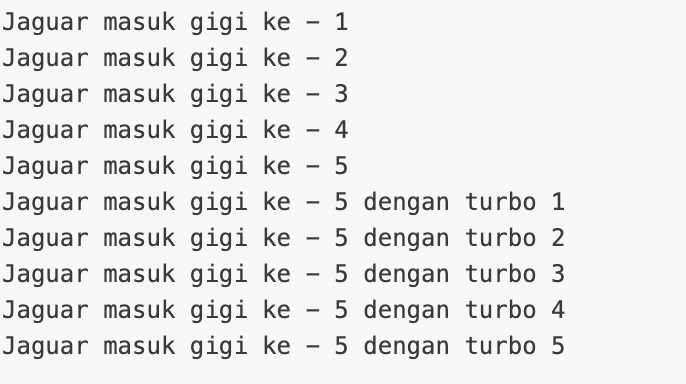 Jaguar masuk gigi ke – 1
Jaguar masuk gigi ke – 2
Jaguar masuk gigi ke – 3
Jaguar masuk gigi ke – 4
Jaguar masuk gigi ke – 5
Jaguar masuk gigi ke – 5 dengan turbo 1
Jaguar masuk gigi ke – 5 dengan turbo 2
Jaguar masuk gigi ke – 5 dengan turbo 3
Jaguar masuk gigi ke – 5 dengan turbo 4
Jaguar masuk gigi ke – 5 dengan turbo 5